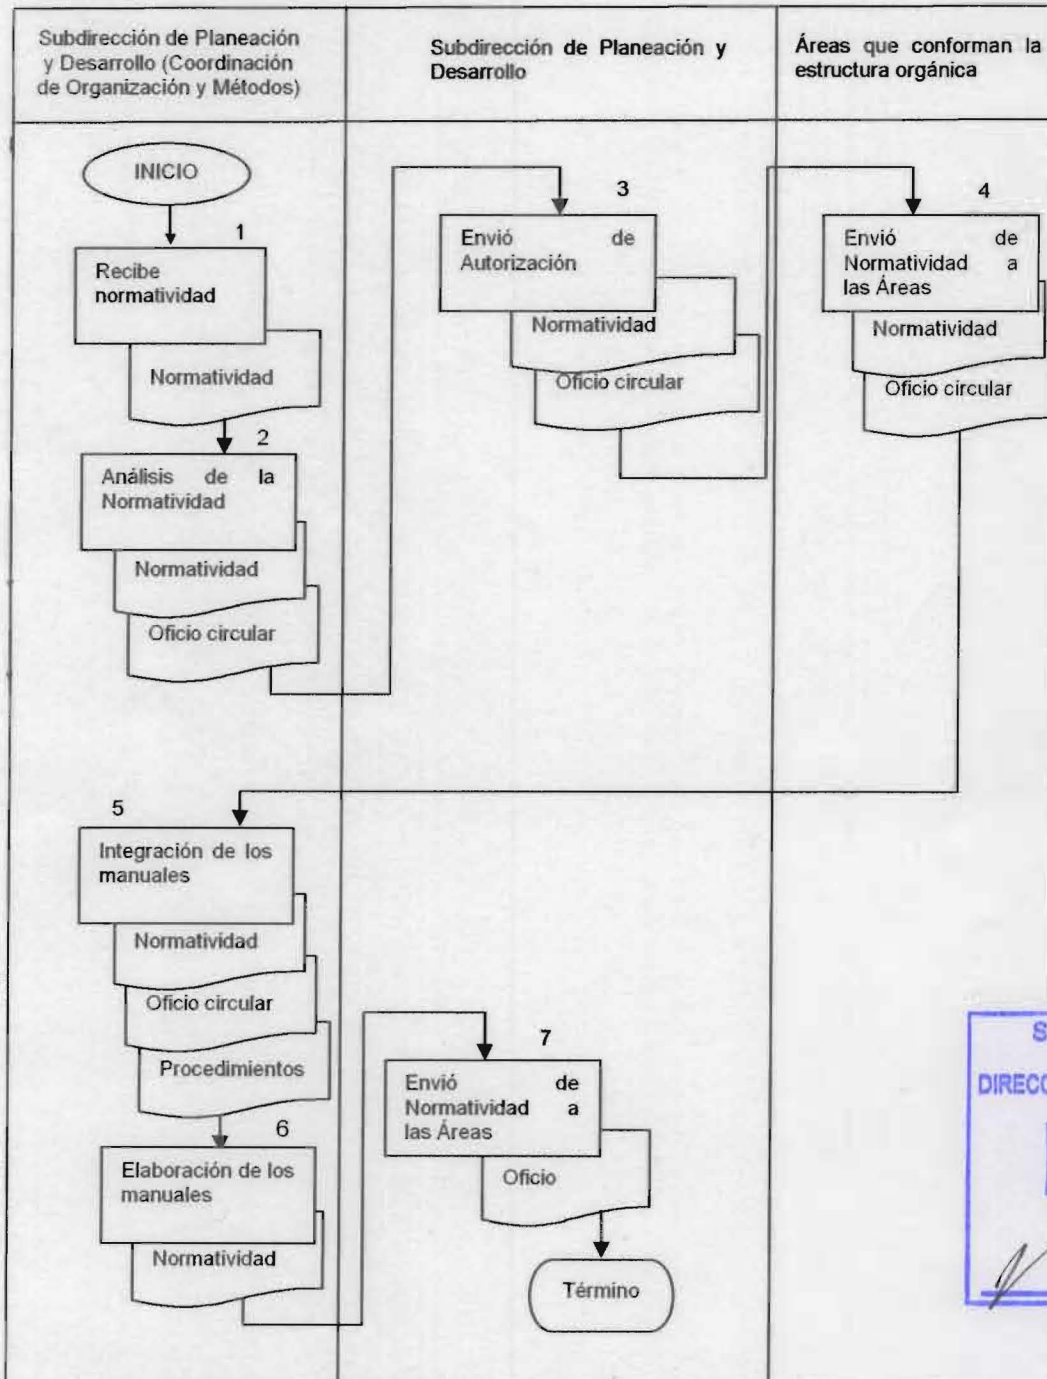 Subdirección de Planeación
y Desarrollo (Coordinación
de Organización y Métodos)
Subdirección de Planeación y
Desarrollo
Áreas que conforman la
estructura orgánica
INICIO
1
Recibe
normatividad
Normatividad
2
Análisis de la
Normatividad
Normatividad
Oficio circular
3
Envió de
Autorización
Normatividad
Oficio circular
4
Envió de
Normatividad a
las Áreas
Normatividad
Oficio circular
5
Integración de los
manuales
Normatividad
Oficio circular
Procedimientos
6
Elaboración de los
manuales
Normatividad
7
Envió de
Normatividad a
las Áreas
Oficio
Término